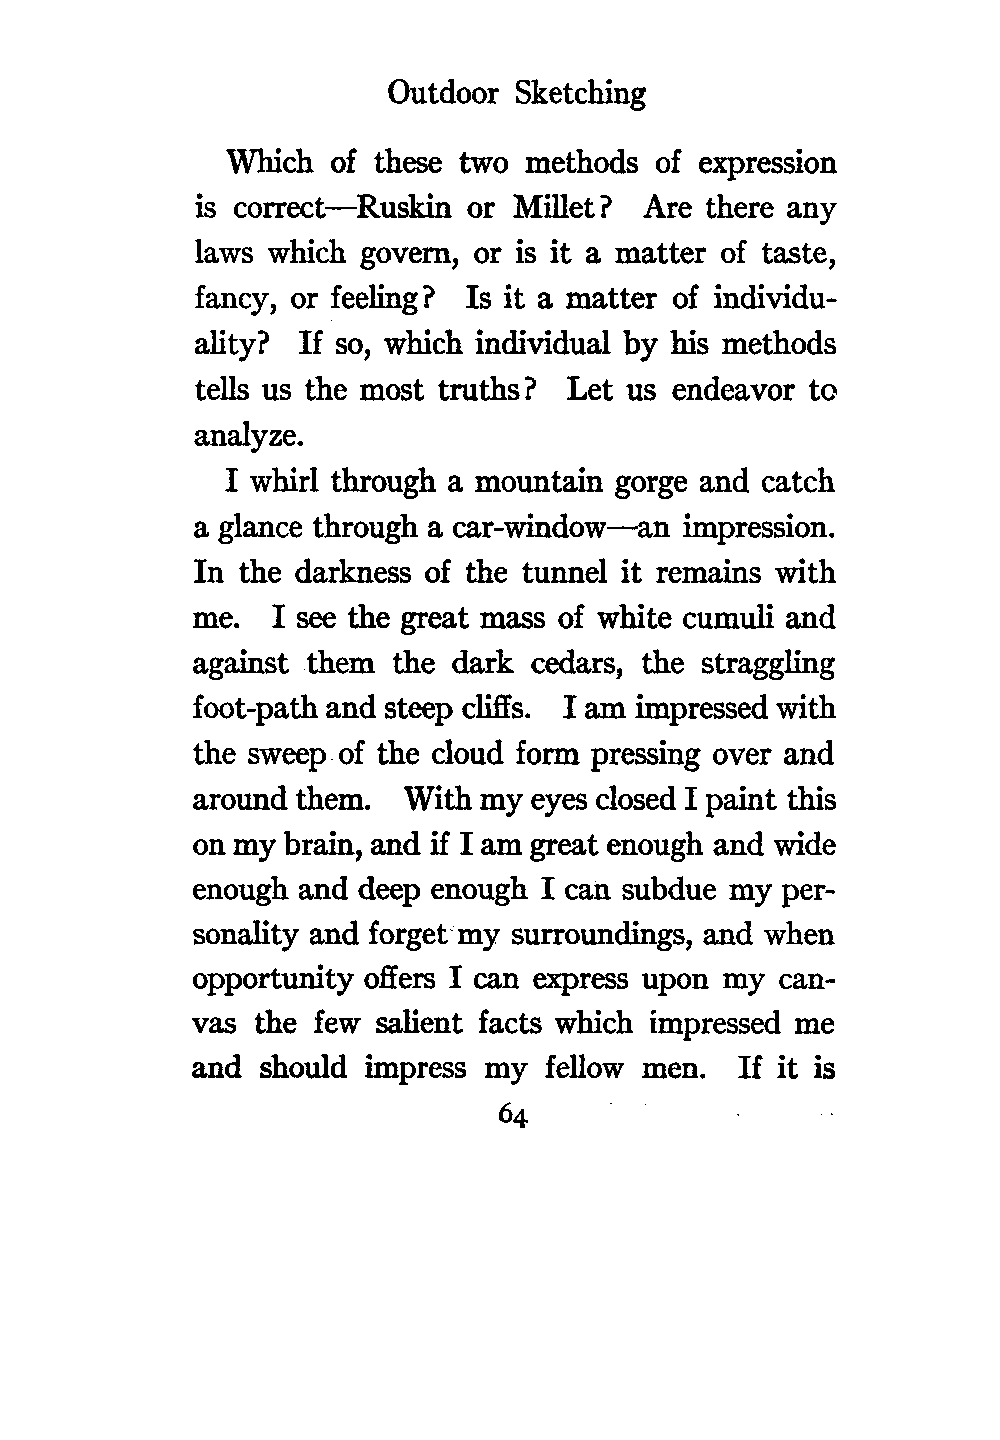 Outdoor Sketching
Which of these two methods of expression
is correct—Ruskin or Millet? Are there any
laws which govern, or is it a matter of taste,
fancy, or feeling? Is it a matter of individu-
ality? If so, which individual by his methods
tells us the most truths? Let us endeavor to
analyze.
I whirl through a mountain gorge and catch
a glance through a car-window—an impression.
In the darkness of the tunnel it remains with
me. I see the great mass of white cumuli and
against them the dark cedars, the straggling
foot-path and steep cliffs. I am impressed with
the sweep of the cloud form pressing over and
around them. With my eyes closed I paint this
on my brain, and if I am great enough and wide
enough and deep enough I can subdue my per-
sonality and forget my surroundings, and when
opportunity offers I can express upon my can-
vas the few salient facts which impressed me
and should impress my fellow men. If it is
64